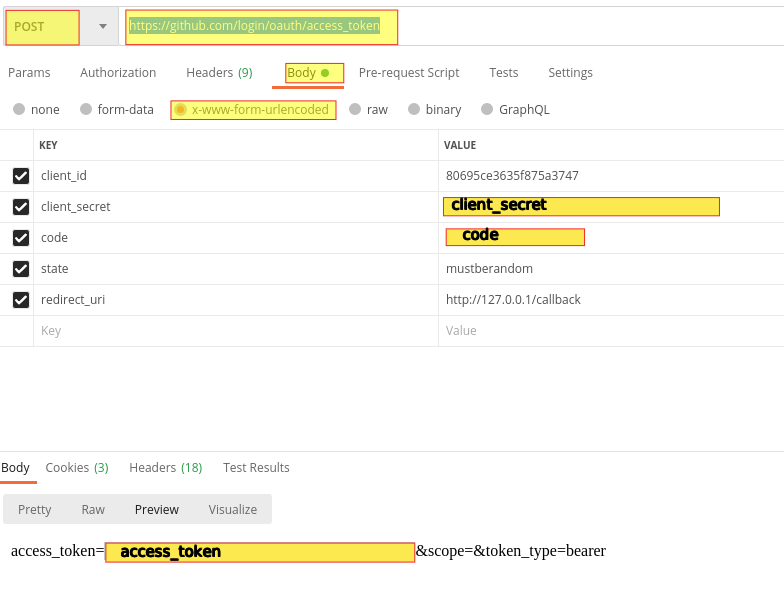 POST https://github.com/login/oauth/access_token
Params Authorization Headers (9) Body Pre-request Script Tests Settings
none form-data x-www-form-urlencoded raw binary GraphQL
KEY VALUE
client_id 80695ce3635f875a3747
client_secret client_secret
code code
state mustberandom
redirect_uri http://127.0.0.1/callback
Key Value
Body Cookies (3) Headers (18) Test Results
Pretty Raw Preview Visualize
access_token= access_token &scope=&token_type=bearer